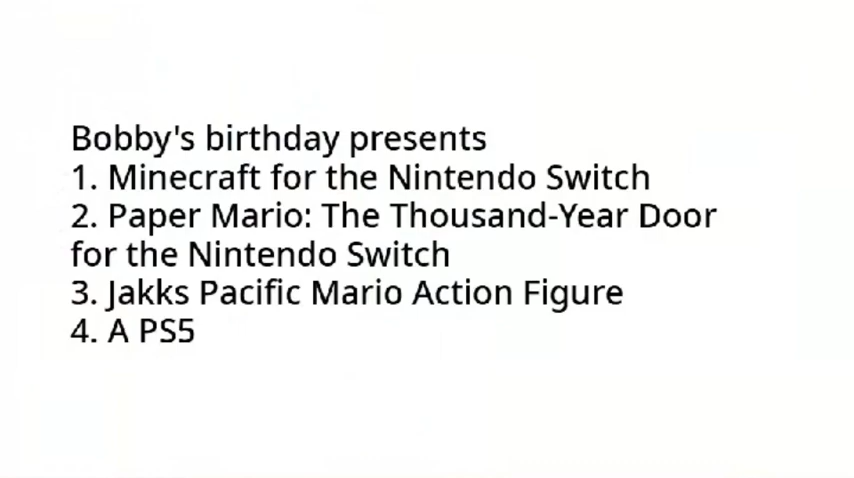 Bobby's birthday presents
1. Minecraft for the Nintendo Switch
2. Paper Mario: The Thousand-Year Door
for the Nintendo Switch
3. Jakks Pacific Mario Action Figure
4. A PS5